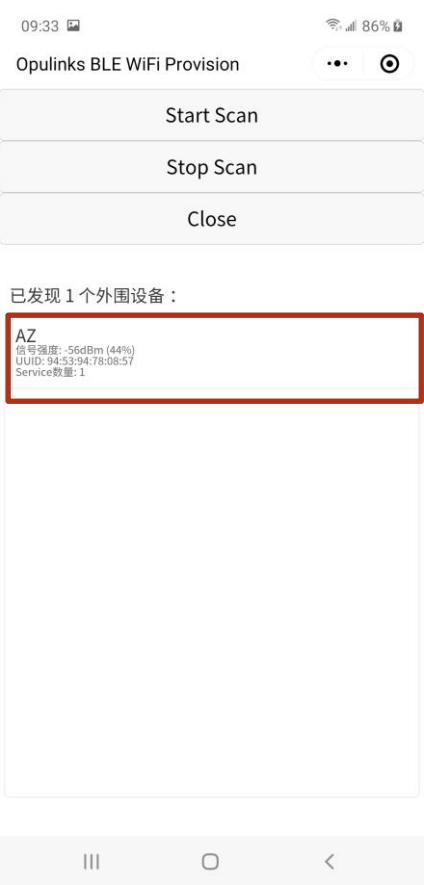 09:33
86%
Opulinks BLE WiFi Provision
Start Scan
Stop Scan
Close
已发现 1 个外围设备：
AZ
信号强度: -56dBm (44%)
UUID: 94:53:94:78:08:57
Service数量: 1